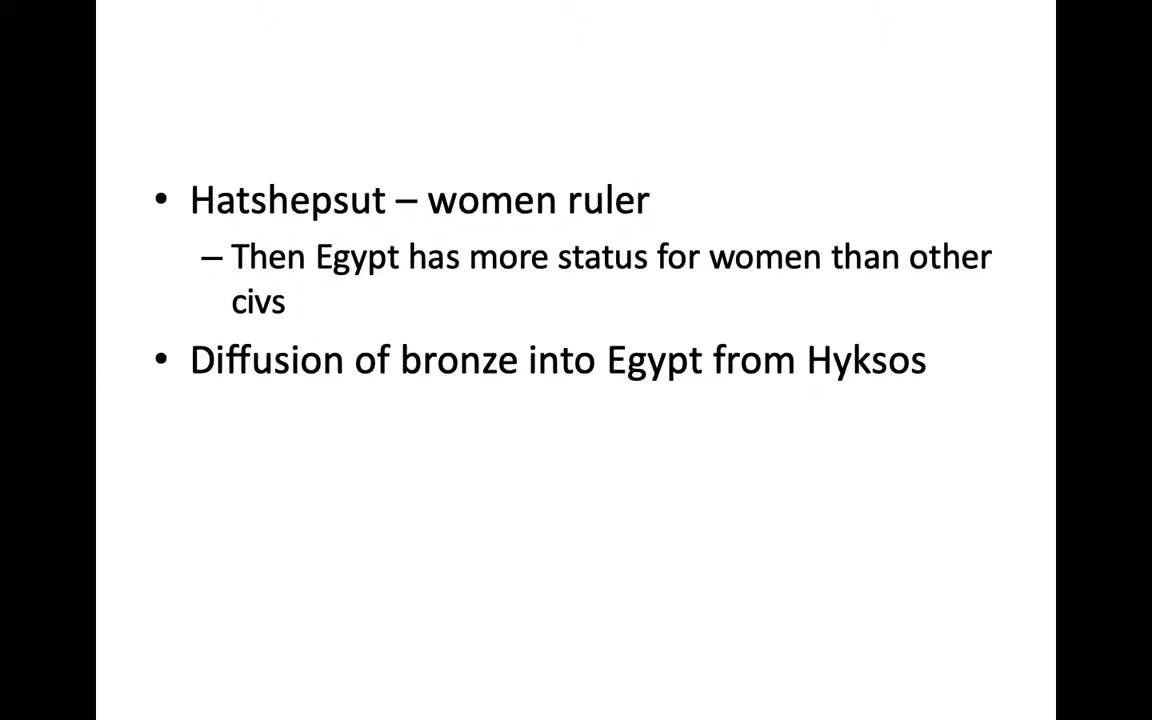 • Hatshepsut – women ruler
– Then Egypt has more status for women than other
civs
• Diffusion of bronze into Egypt from Hyksos